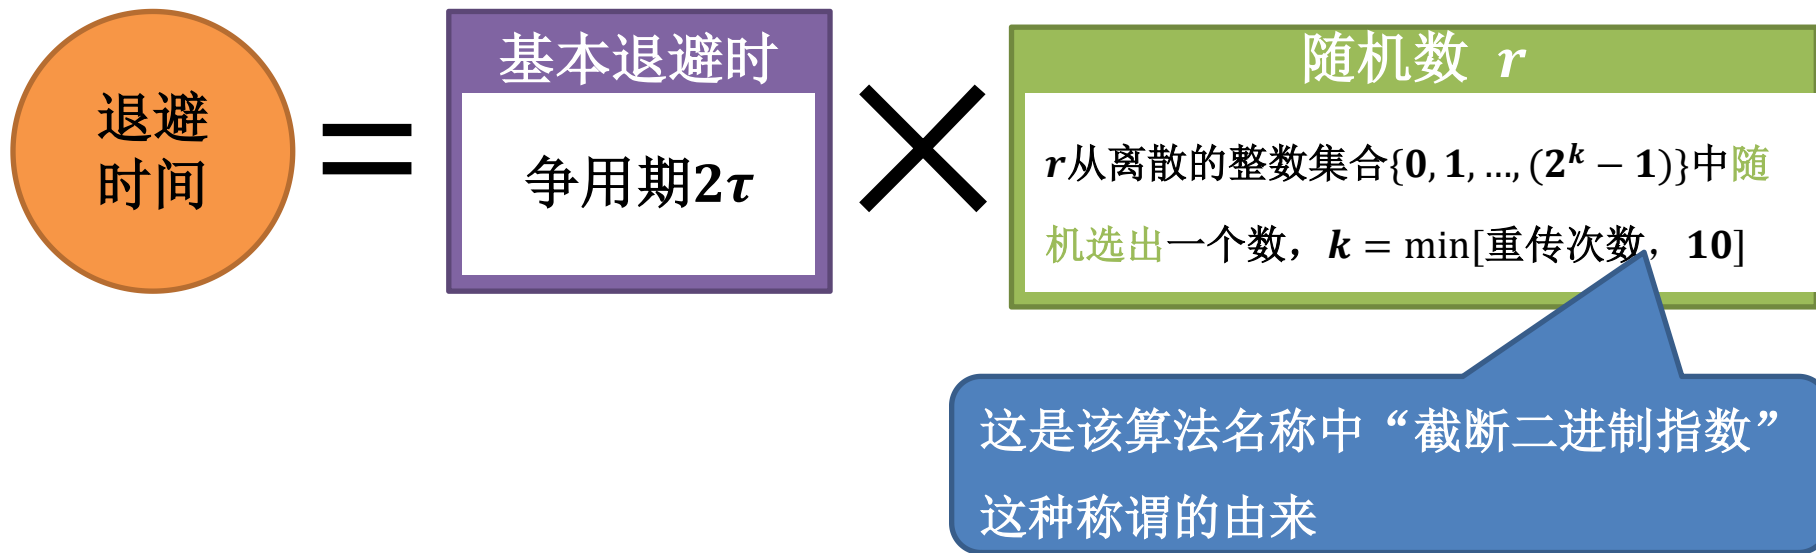 退避
时间
=
基本退避时
争用期2τ
×
随机数 r
r从离散的整数集合{0, 1, …, (2^k − 1)}中随
机选出一个数，k = min[重传次数，10]
这是该算法名称中“截断二进制指数”
这种称谓的由来